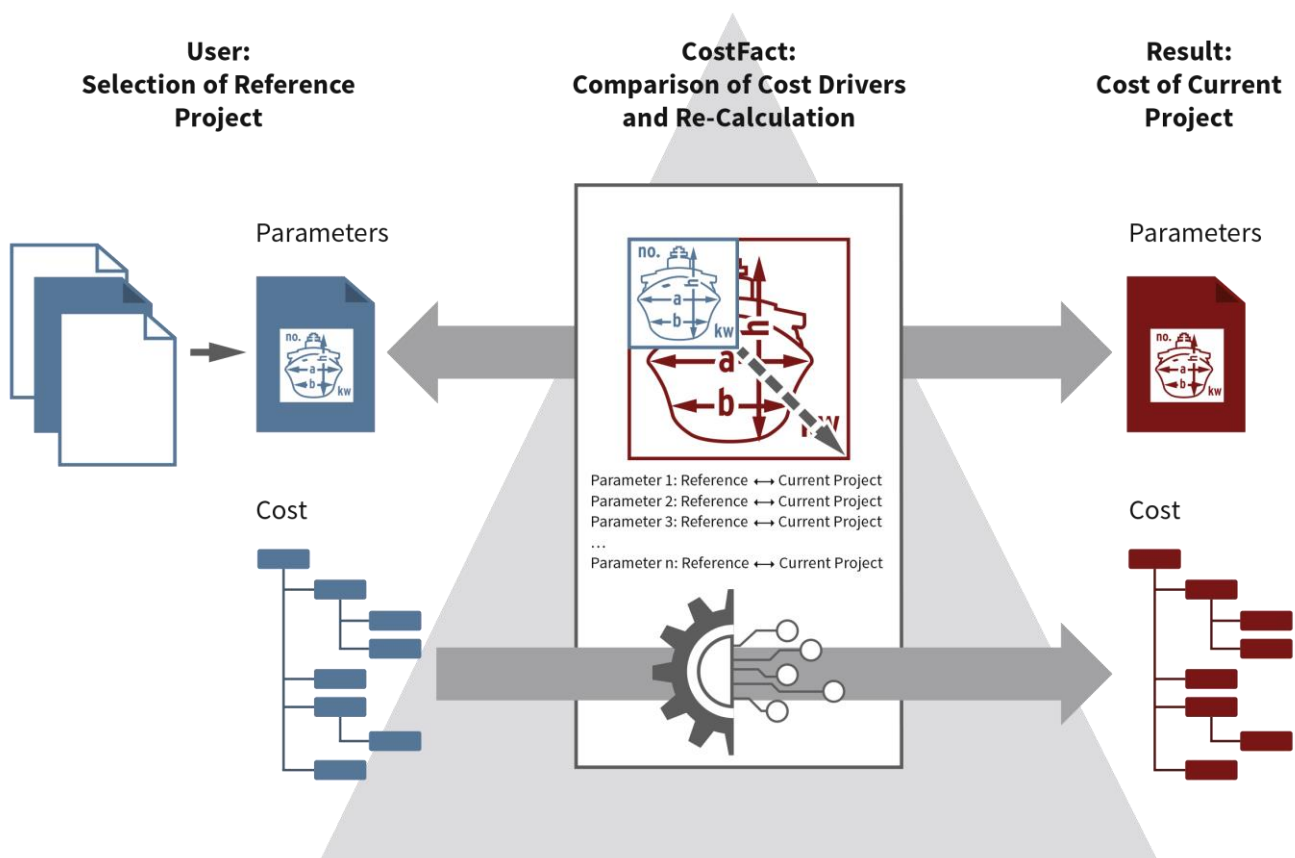 User:
Selection of Reference
Project
CostFact:
Comparison of Cost Drivers
and Re-Calculation
Result:
Cost of Current
Project
Parameters
no.
h
a
b
kw
no.
h
a
b
kw
h
a
b
kw
Parameter 1: Reference ↔ Current Project
Parameter 2: Reference ↔ Current Project
Parameter 3: Reference ↔ Current Project
...
Parameter n: Reference ↔ Current Project
Parameters
no.
h
a
b
kw
Cost
Cost